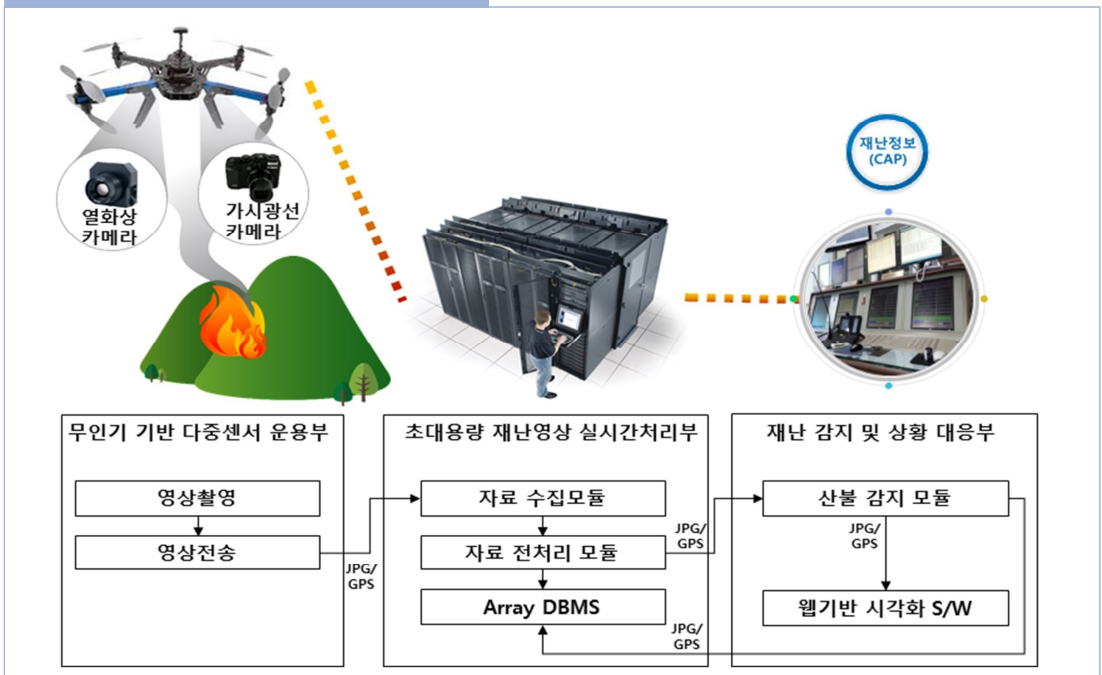 열화상
카메라
가시광선
카메라
재난정보
(CAP)
무인기 기반 다중센서 운용부
영상촬영
영상전송
JPG/
GPS
초대용량 재난영상 실시간처리부
자료 수집모듈
자료 전처리 모듈
Array DBMS
JPG/
GPS
JPG/
GPS
재난 감지 및 상황 대응부
산불 감지 모듈
JPG/
GPS
웹기반 시각화 S/W